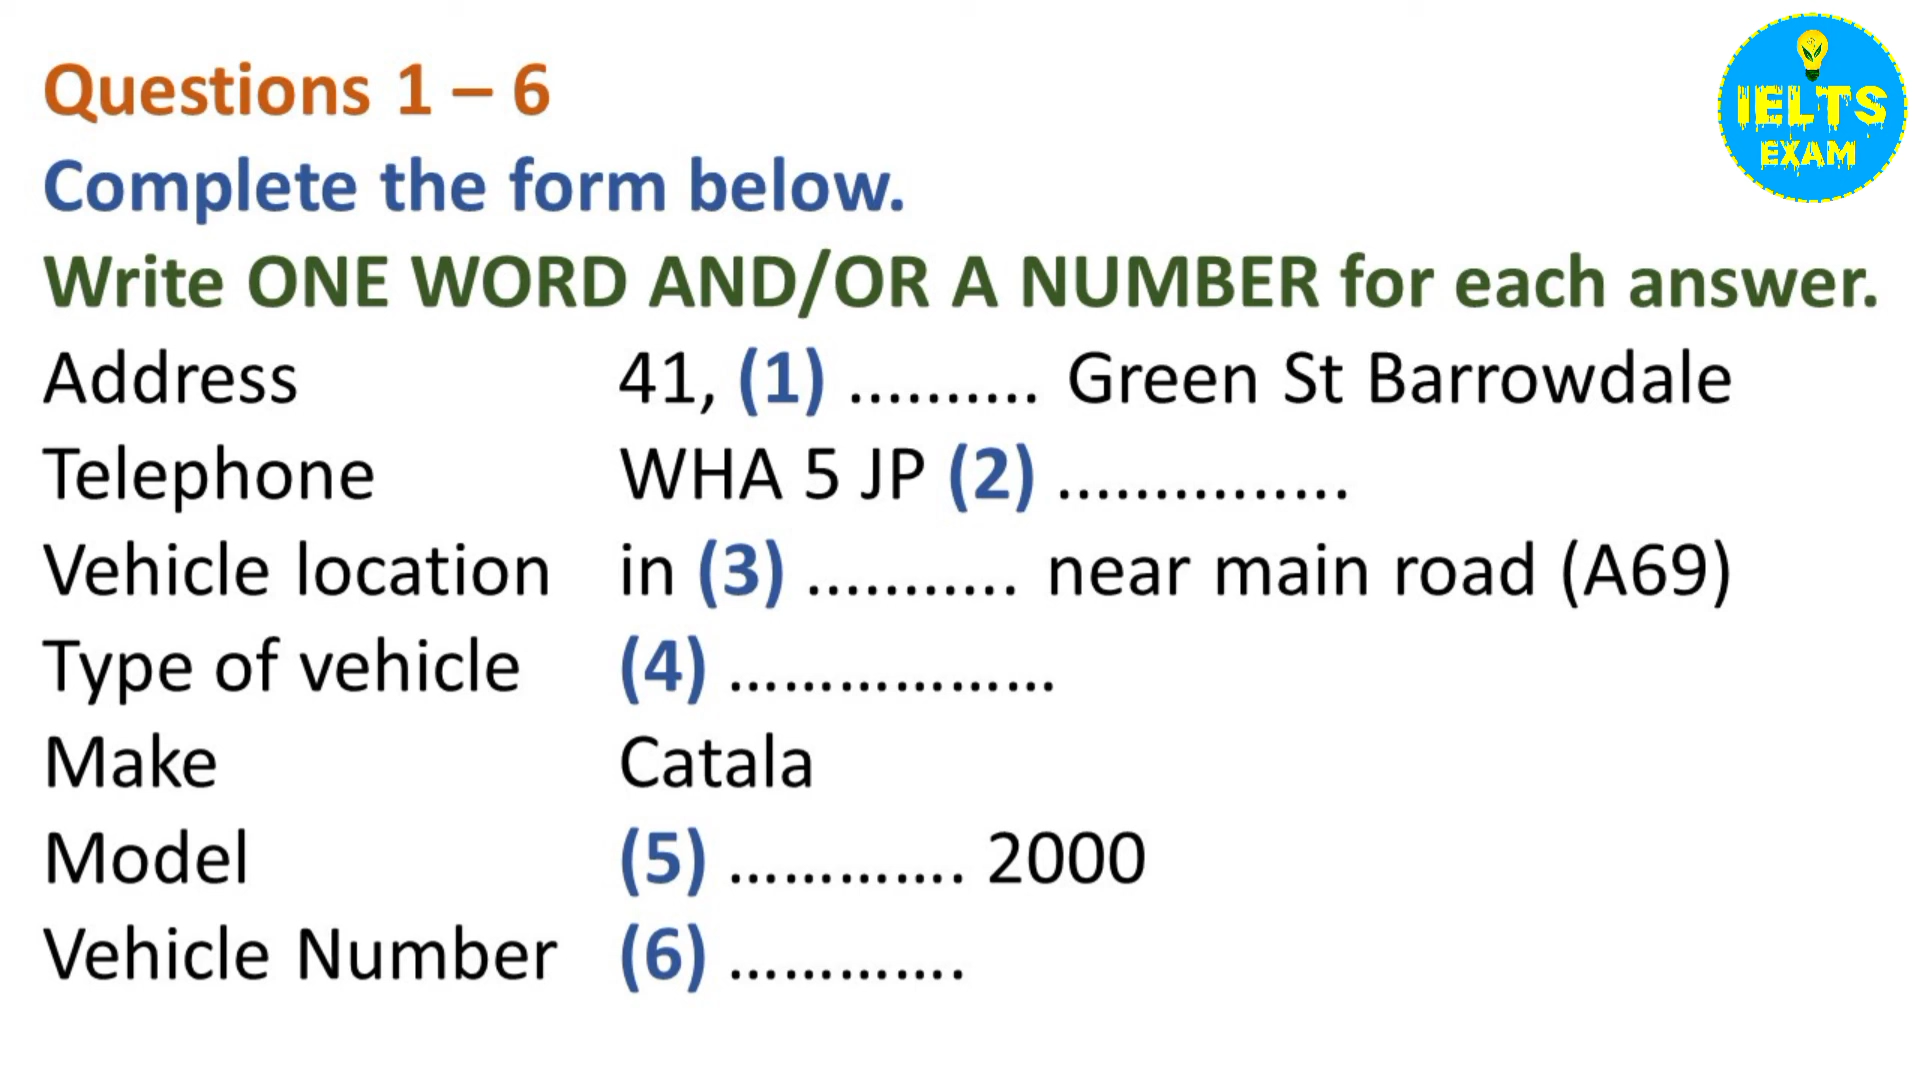 Questions 1 – 6
IELTS
EXAM
Complete the form below.
Write ONE WORD AND/OR A NUMBER for each answer.
Address 41, (1) .......... Green St Barrowdale
Telephone WHA 5 JP (2) ...............
Vehicle location in (3) ........... near main road (A69)
Type of vehicle (4) ..................
Make Catala
Model (5) ............. 2000
Vehicle Number (6) .............